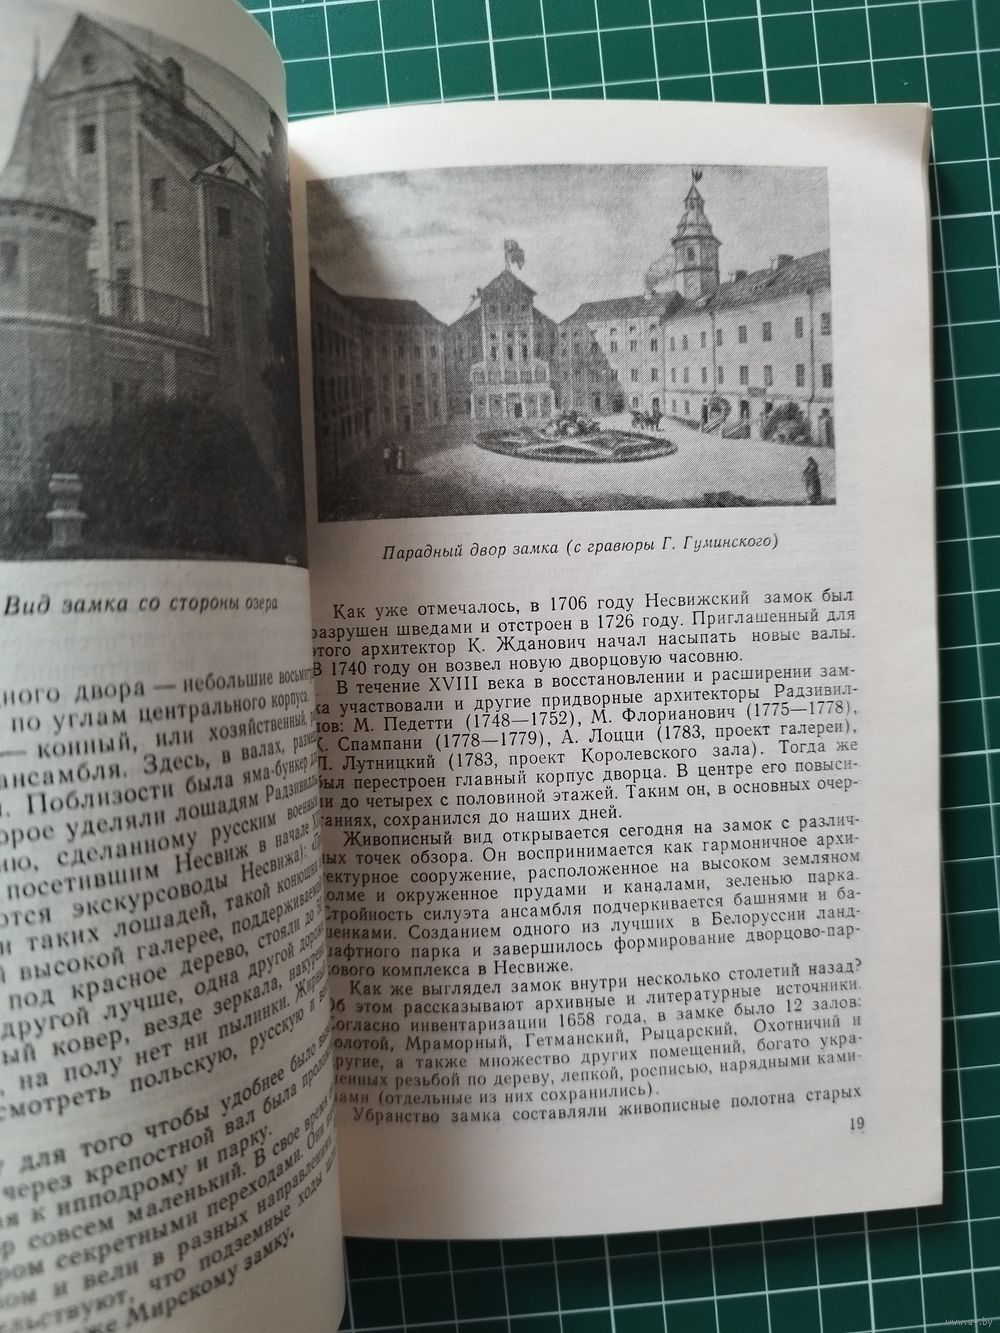 Вид замка со стороны озера
ного двора — небольшие восьми
по углам центрального корпуса.
— конный, или хозяйственный,
ансамбля. Здесь, в валах,
Поблизости была яма-бункер
орое уделяли лошадям
сделанному русским
посетившим Несвиж в начале
экскурсоводы Несвижа):
и таких лошадей, такой конюшни
высокой галерее,
под красное дерево, стояли до
другой лучше, одна другой
ый ковер, везде зеркала,
на полу нет ни пылинки.
смотреть польскую, русскую и
для того чтобы удобнее было
через крепостной вал была
к ипподрому и парку.
р совсем маленький. В свое время
ром секретными переходами. Они
ом и вели в разных направлениях
что подземные ходы
же Мирскому замку.
Парадный двор замка (с гравюры Г. Гуминского)
Как уже отмечалось, в 1706 году Несвижский замок был
разрушен шведами и отстроен в 1726 году. Приглашенный для
этого архитектор К. Жданович начал насыпать новые валы.
В 1740 году он возвел новую дворцовую часовню.
В течение XVIII века в восстановлении и расширении зам-
ка участвовали и другие придворные архитекторы Радзивил-
лов: М. Педетти (1748—1752), М. Флорианович (1775—1778),
К. Спампани (1778—1779), А. Лоцци (1783, проект галереи),
Л. Лутницкий (1783, проект Королевского зала). Тогда же
был перестроен главный корпус дворца. В центре его повыси-
ли до четырех с половиной этажей. Таким он, в основных очер-
таниях, сохранился до наших дней.
Живописный вид открывается сегодня на замок с различ-
ных точек обзора. Он воспринимается как гармоничное архи-
тектурное сооружение, расположенное на высоком земляном
холме и окруженное прудами и каналами, зеленью парка.
Стройность силуэта ансамбля подчеркивается башнями и ба-
шенками. Созданием одного из лучших в Белоруссии ланд-
шафтного парка и завершилось формирование дворцово-пар-
кового комплекса в Несвиже.
Как же выглядел замок внутри несколько столетий назад?
Об этом рассказывают архивные и литературные источники.
Согласно инвентаризации 1658 года, в замке было 12 залов:
Золотой, Мраморный, Гетманский, Рыцарский, Охотничий и
другие, а также множество других помещений, богато укра-
шенных резьбой по дереву, лепкой, росписью, нарядными ками-
нами (отдельные из них сохранились).
Убранство замка составляли живописные полотна старых
19
www.ay.by